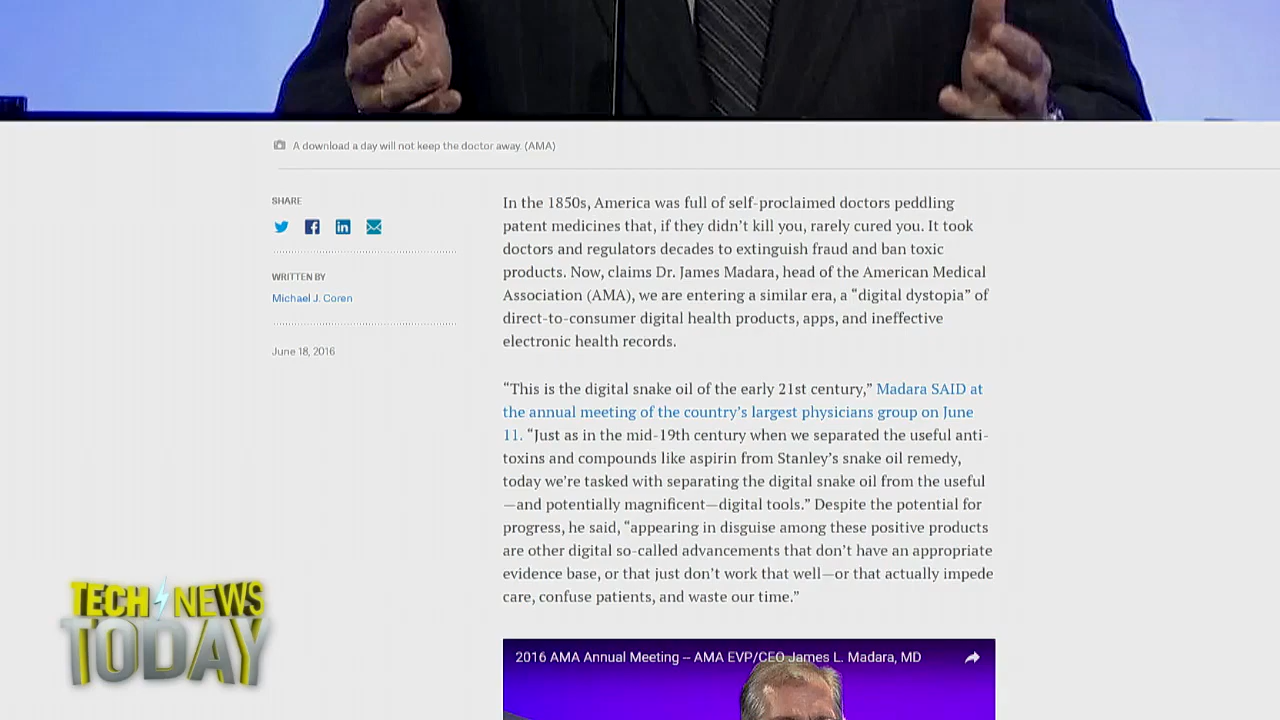 A download a day will not keep the doctor away. (AMA)
SHARE
WRITTEN BY
Michael J. Coren
June 18, 2016
In the 1850s, America was full of self-proclaimed doctors peddling
patent medicines that, if they didn’t kill you, rarely cured you. It took
doctors and regulators decades to extinguish fraud and ban toxic
products. Now, claims Dr. James Madara, head of the American Medical
Association (AMA), we are entering a similar era, a “digital dystopia” of
direct-to-consumer digital health products, apps, and ineffective
electronic health records.
“This is the digital snake oil of the early 21st century,” Madara SAID at
the annual meeting of the country’s largest physicians group on June
11. “Just as in the mid-19th century when we separated the useful anti-
toxins and compounds like aspirin from Stanley’s snake oil remedy,
today we’re tasked with separating the digital snake oil from the useful
—and potentially magnificent—digital tools.” Despite the potential for
progress, he said, “appearing in disguise among these positive products
are other digital so-called advancements that don’t have an appropriate
evidence base, or that just don’t work that well—or that actually impede
care, confuse patients, and waste our time.”
2016 AMA Annual Meeting – AMA EVP/CEO James L. Madara, MD
TECH NEWS
TODAY